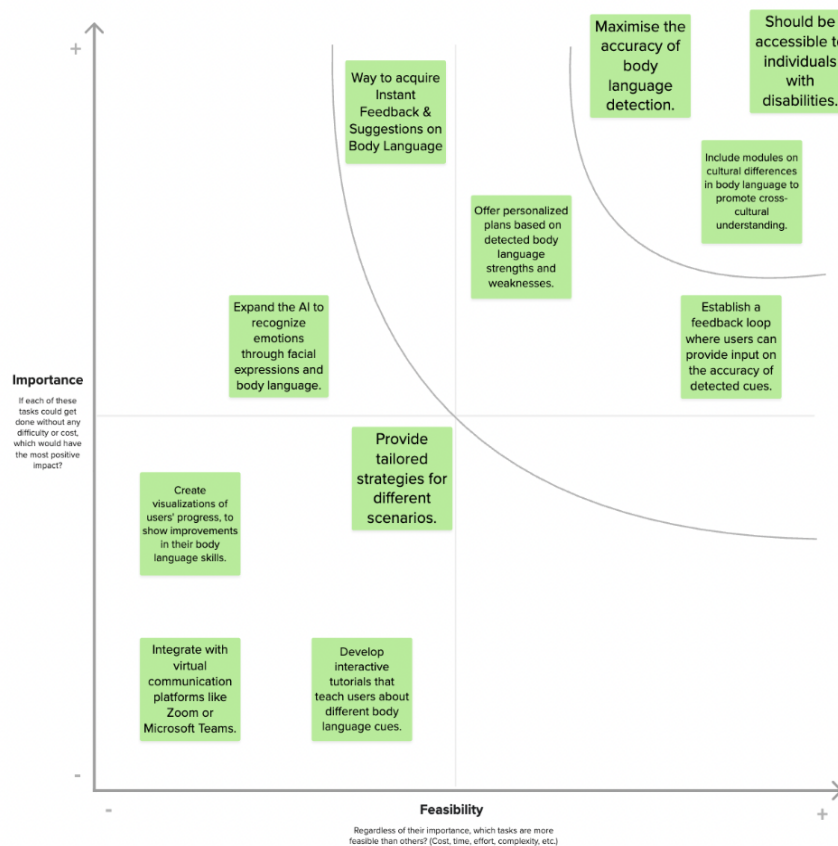 +
Maximise the
accuracy of
body
language
detection.
Should be
accessible to
individuals
with
disabilities.
Way to acquire
Instant
Feedback &
Suggestions on
Body Language
Include modules on
cultural differences
in body language to
promote cross-
cultural
understanding.
Offer personalized
plans based on
detected body
language
strengths and
weaknesses.
Expand the AI to
recognize
emotions
through facial
expressions and
body language.
Establish a
feedback loop
where users can
provide input on
the accuracy of
detected cues.
Importance
If each of these
tasks could get
done without any
difficulty or cost,
which would have
the most positive
impact?
Provide
tailored
strategies for
different
scenarios.
Create
visualizations of
users' progress, to
show improvements
in their body
language skills.
Integrate with
virtual
communication
platforms like
Zoom or
Microsoft Teams.
Develop
interactive
tutorials that
teach users about
different body
language cues.
-
-
Feasibility
+
Regardless of their importance, which tasks are more
feasible than others? (Cost, time, effort, complexity, etc.)